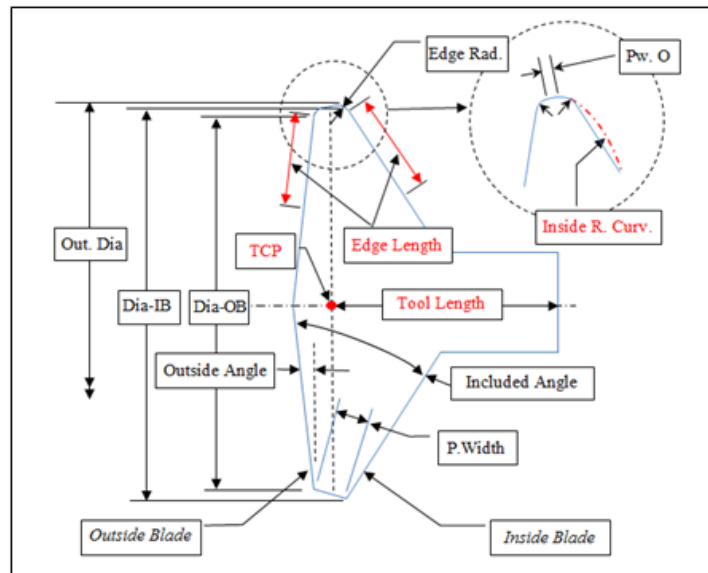 Edge Rad.
Pw. O
Inside R. Curv.
Out. Dia
TCP
Edge Length
Dia-IB
Dia-OB
Tool Length
Outside Angle
Included Angle
P.Width
Outside Blade
Inside Blade